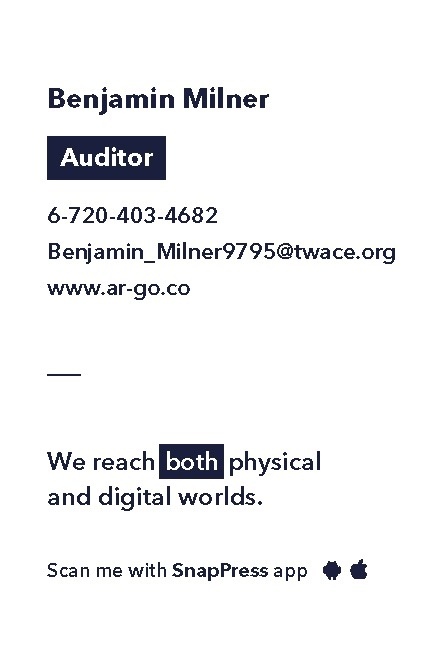 Benjamin Milner
Auditor
6-720-403-4682
Benjamin_Milner9795@twace.org
www.ar-go.co
We reach both physical
and digital worlds.
Scan me with SnapPress app